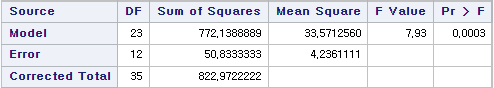 Source DF Sum of Squares Mean Square F Value Pr > F
Model 23 772,1388889 33,5712560 7,93 0,0003
Error 12 50,8333333 4,2361111
Corrected Total 35 822,9722222